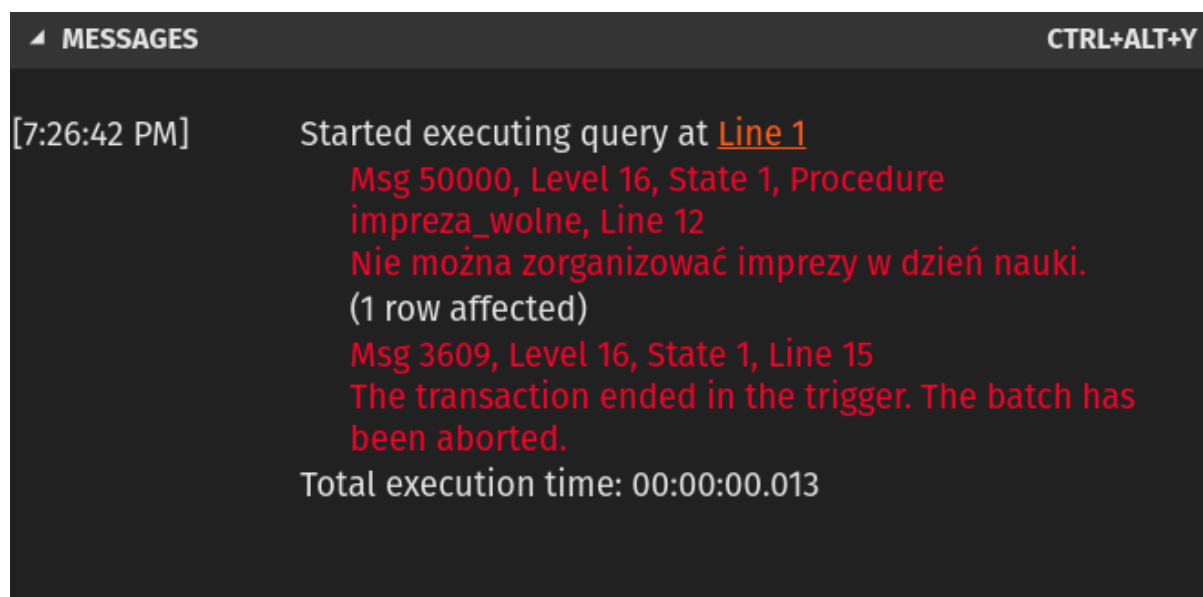 MESSAGES CTRL+ALT+Y
[7:26:42 PM] Started executing query at Line 1
Msg 50000, Level 16, State 1, Procedure
impreza_wolne, Line 12
Nie można zorganizować imprezy w dzień nauki.
(1 row affected)
Msg 3609, Level 16, State 1, Line 15
The transaction ended in the trigger. The batch has
been aborted.
Total execution time: 00:00:00.013